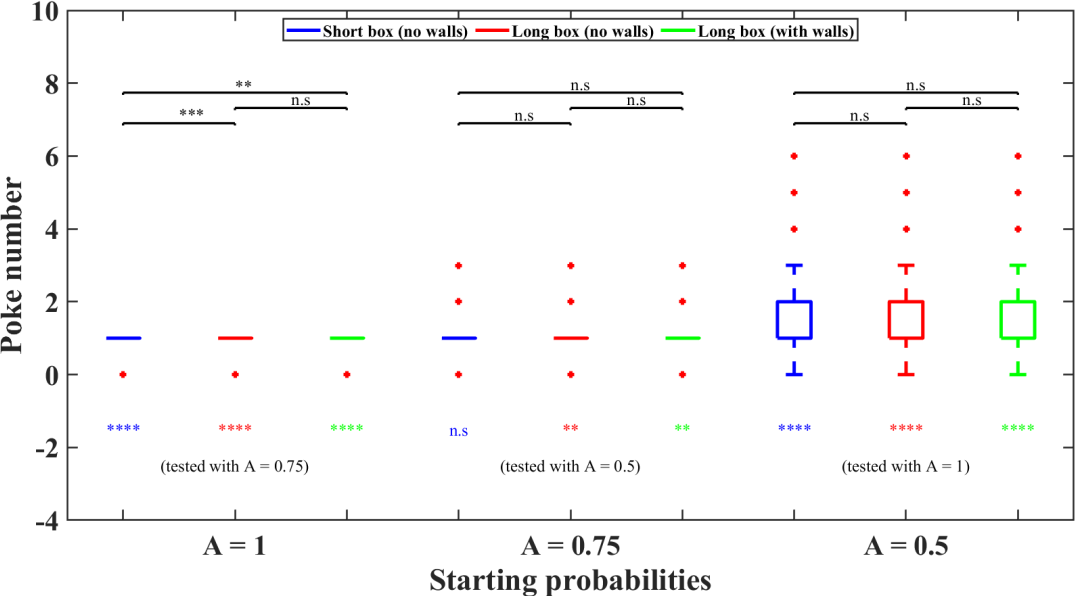 10
8
6
4
2
0
-2
-4
Poke number
Short box (no walls) Long box (no walls) Long box (with walls)
** n.s n.s
n.s n.s n.s
*** n.s n.s
**** **** **** n.s ** ** **** **** ****
(tested with A = 0.75) (tested with A = 0.5) (tested with A = 1)
A = 1 A = 0.75 A = 0.5
Starting probabilities